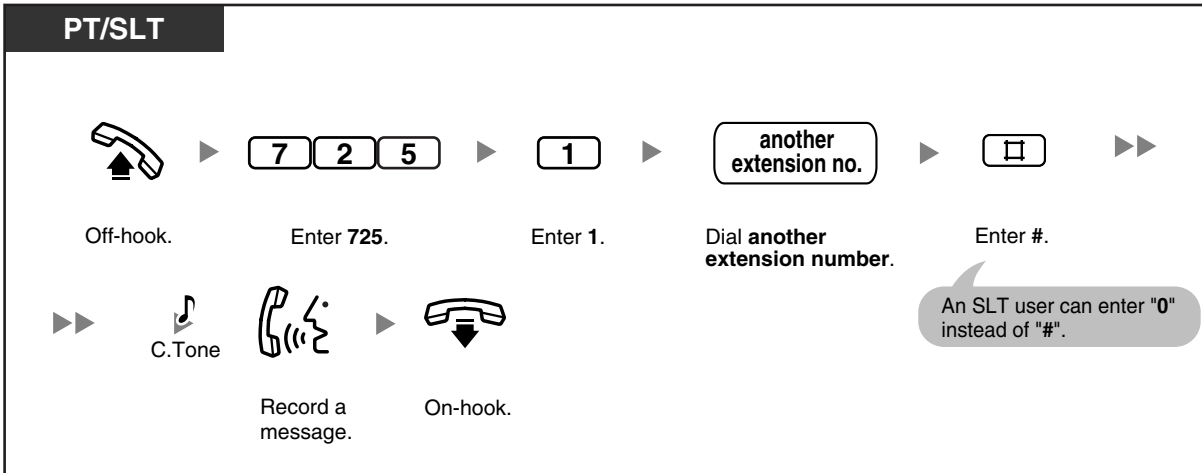 PT/SLT
7 2 5
1
another
extension no.
Off-hook.
Enter 725.
Enter 1.
Dial another
extension number.
Enter #.
An SLT user can enter "0"
instead of "#".
C.Tone
Record a
message.
On-hook.